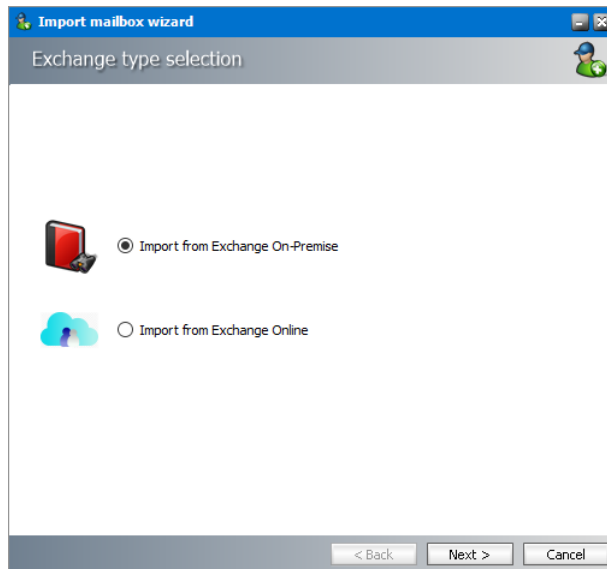 Import mailbox wizard
Exchange type selection
Import from Exchange On-Premise
Import from Exchange Online
< Back Next > Cancel